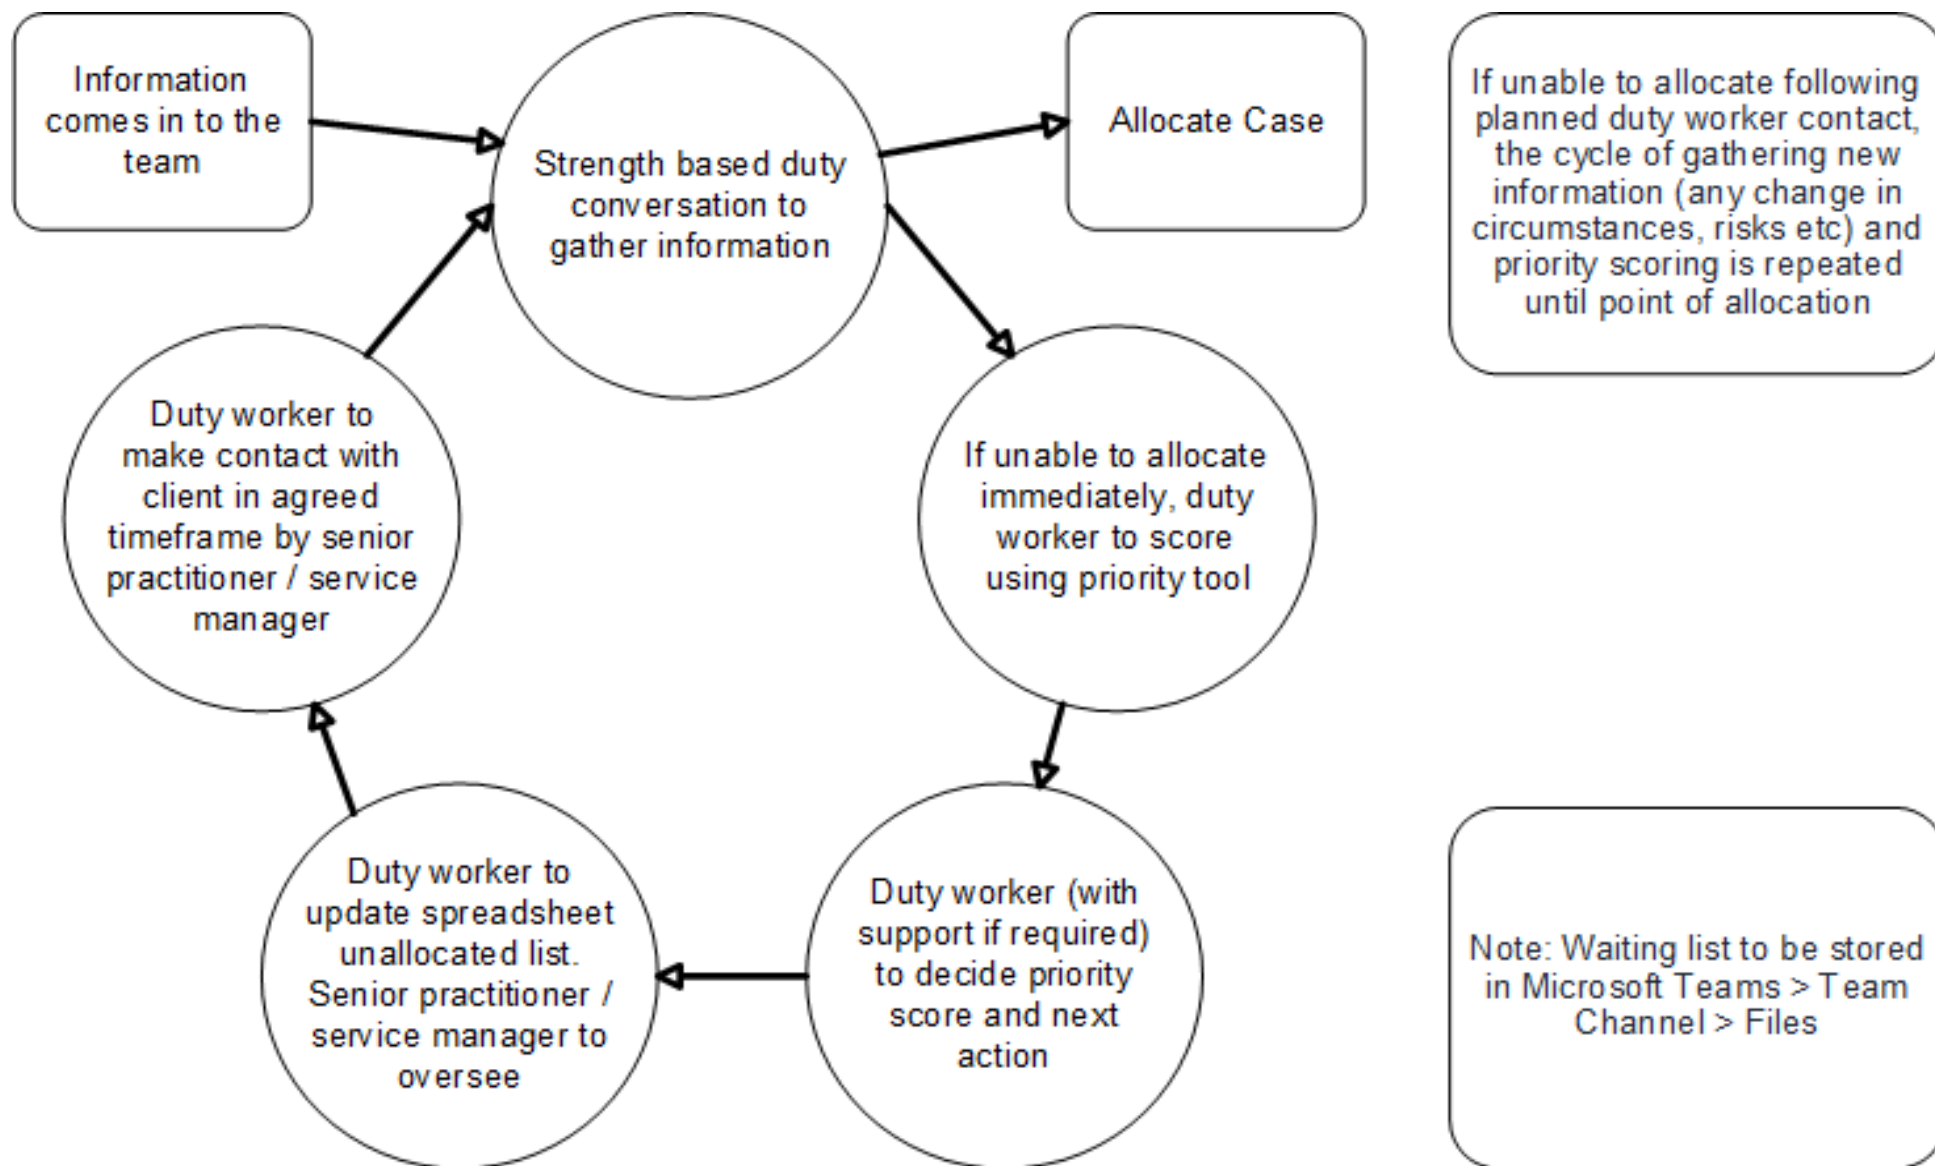 Information
comes in to the
team
Strength based duty
conversation to
gather information
Allocate Case
If unable to allocate following
planned duty worker contact,
the cycle of gathering new
information (any change in
circumstances, risks etc) and
priority scoring is repeated
until point of allocation
Duty worker to
make contact with
client in agreed
timeframe by senior
practitioner / service
manager
If unable to allocate
immediately, duty
worker to score
using priority tool
Duty worker to
update spreadsheet
unallocated list.
Senior practitioner /
service manager to
oversee
Duty worker (with
support if required)
to decide priority
score and next
action
Note: Waiting list to be stored
in Microsoft Teams > Team
Channel > Files